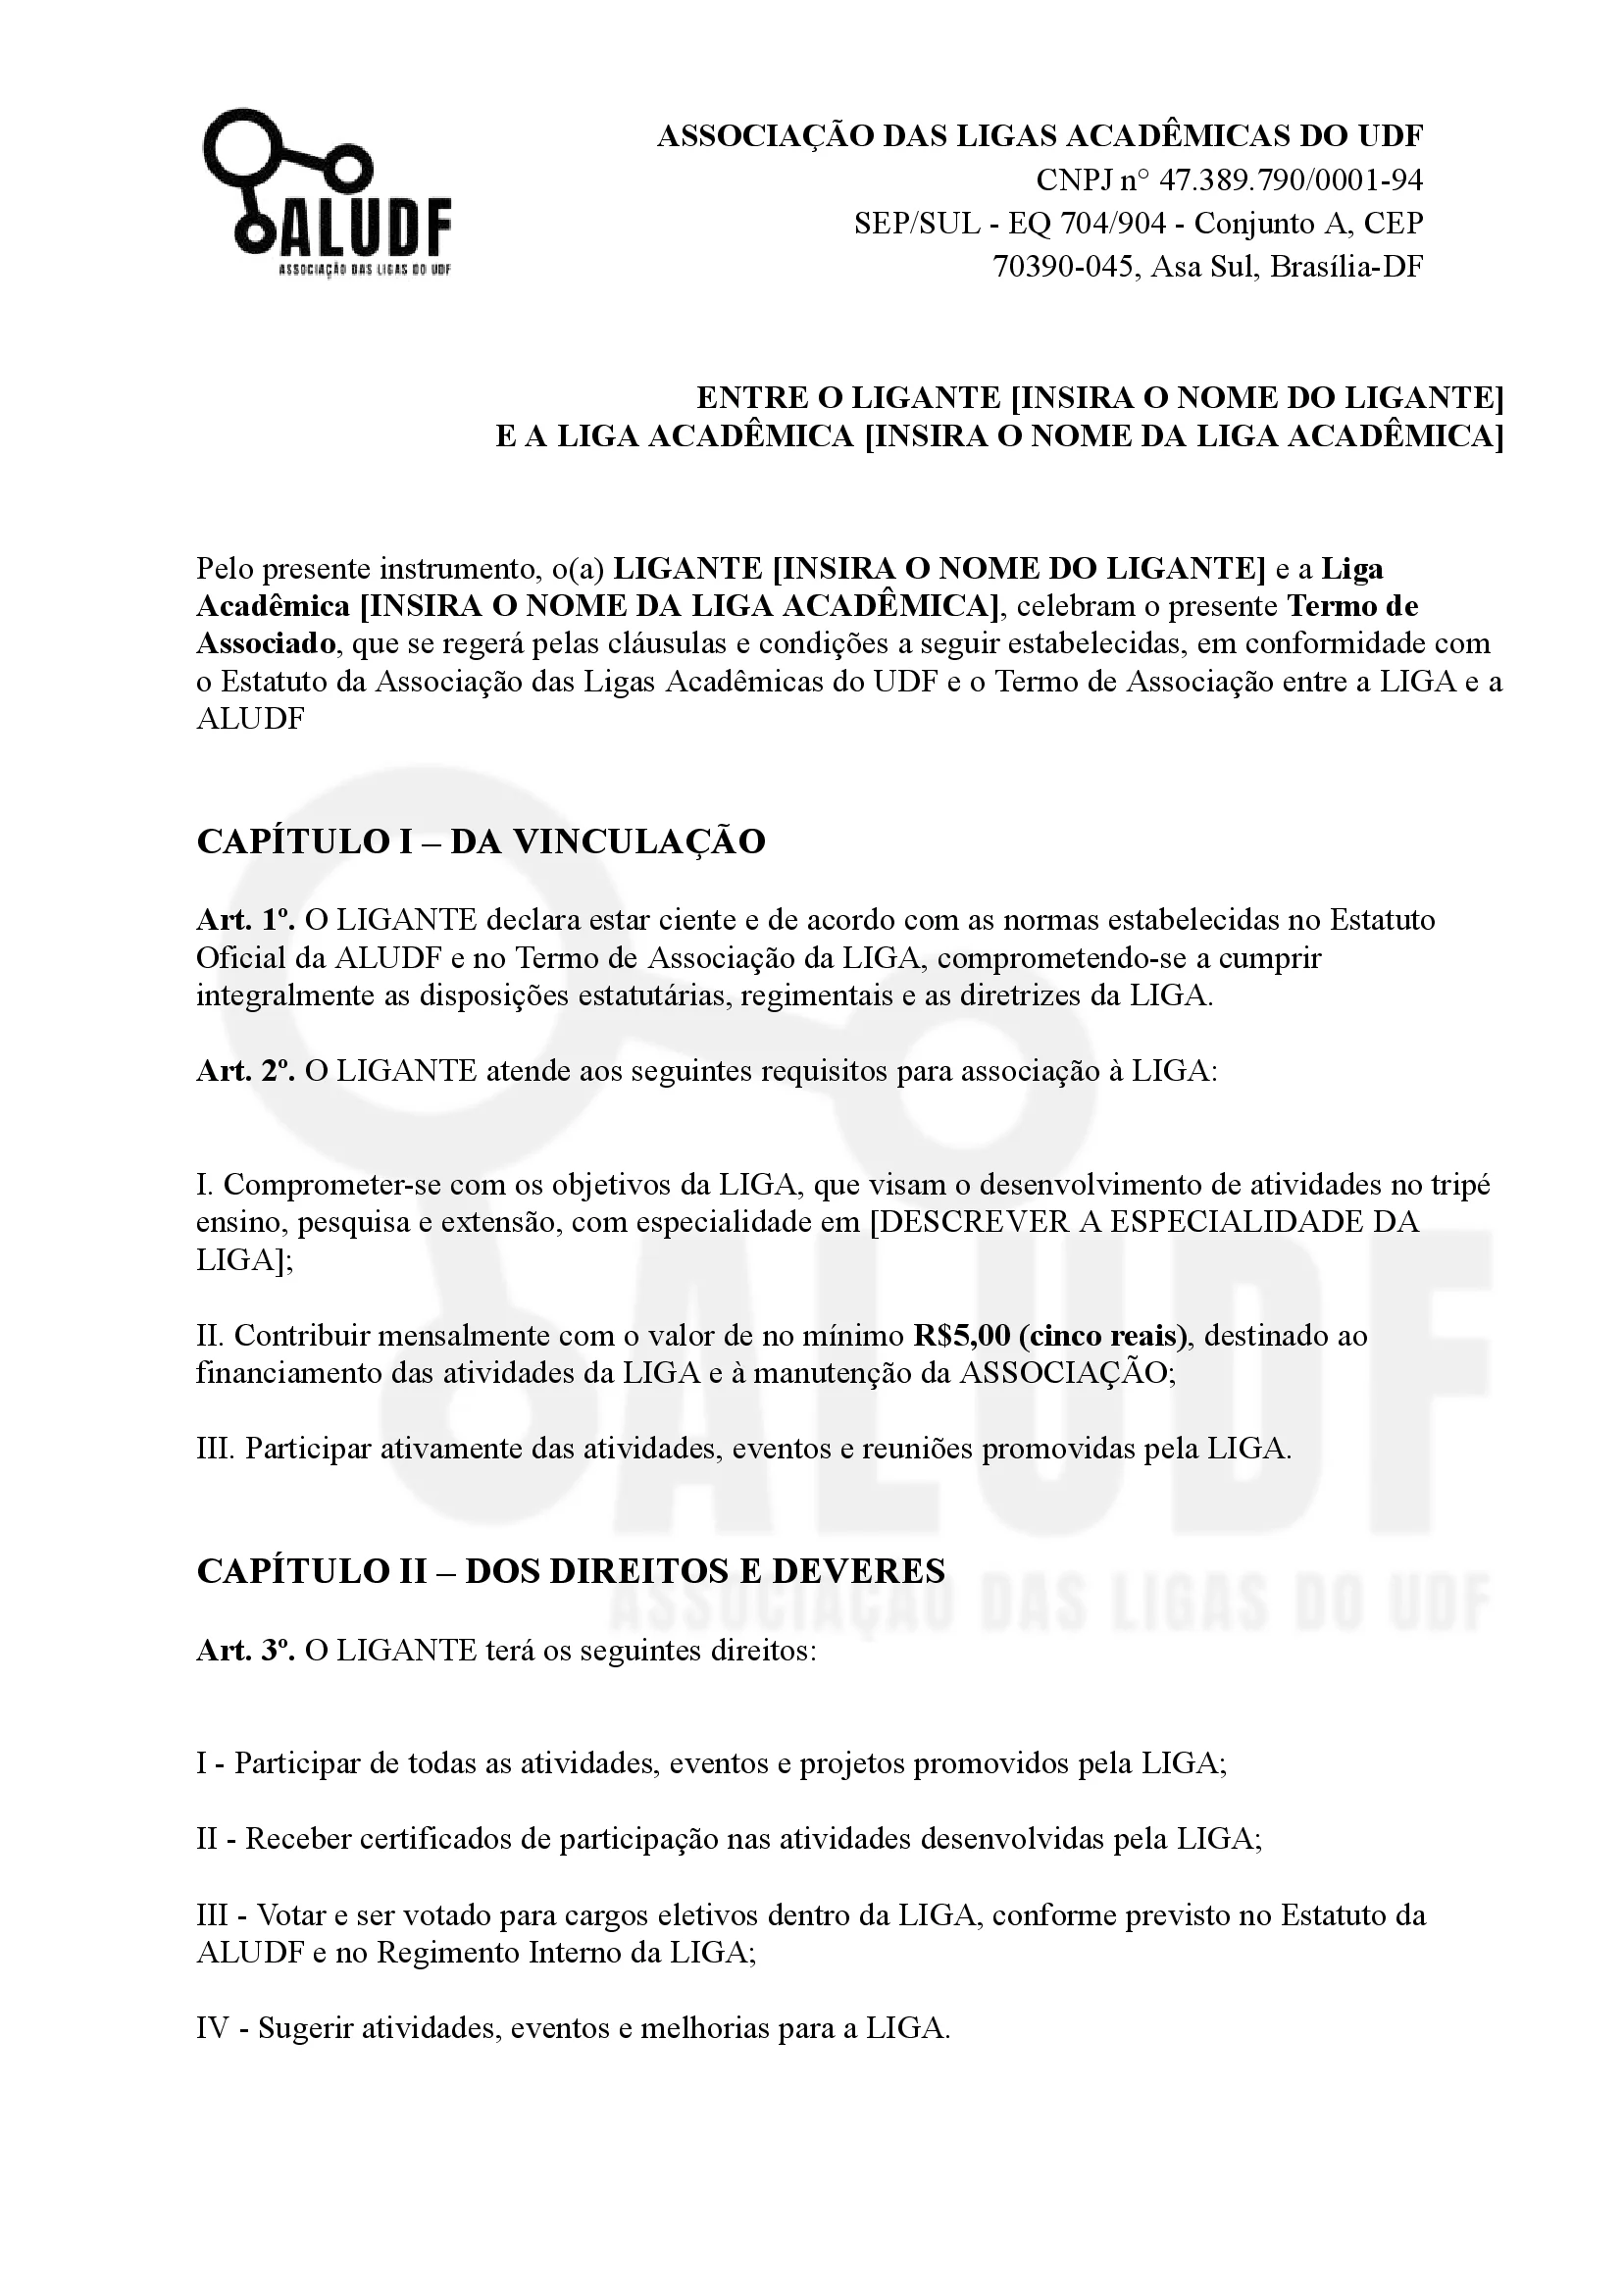 ALUDF
ASSOCIAÇÃO DAS LIGAS DO UDF
ASSOCIAÇÃO DAS LIGAS ACADÊMICAS DO UDF
CNPJ n° 47.389.790/0001-94
SEP/SUL - EQ 704/904 - Conjunto A, CEP
70390-045, Asa Sul, Brasília-DF
ENTRE O LIGANTE [INSIRA O NOME DO LIGANTE]
E A LIGA ACADÊMICA [INSIRA O NOME DA LIGA ACADÊMICA]
Pelo presente instrumento, o(a) LIGANTE [INSIRA O NOME DO LIGANTE] e a Liga
Acadêmica [INSIRA O NOME DA LIGA ACADÊMICA], celebram o presente Termo de
Associado, que se regerá pelas cláusulas e condições a seguir estabelecidas, em conformidade com
o Estatuto da Associação das Ligas Acadêmicas do UDF e o Termo de Associação entre a LIGA e a
ALUDF
CAPÍTULO I – DA VINCULAÇÃO
Art. 1º. O LIGANTE declara estar ciente e de acordo com as normas estabelecidas no Estatuto
Oficial da ALUDF e no Termo de Associação da LIGA, comprometendo-se a cumprir
integralmente as disposições estatutárias, regimentais e as diretrizes da LIGA.
Art. 2º. O LIGANTE atende aos seguintes requisitos para associação à LIGA:
I. Comprometer-se com os objetivos da LIGA, que visam o desenvolvimento de atividades no tripé
ensino, pesquisa e extensão, com especialidade em [DESCREVER A ESPECIALIDADE DA
LIGA];
II. Contribuir mensalmente com o valor de no mínimo R$5,00 (cinco reais), destinado ao
financiamento das atividades da LIGA e à manutenção da ASSOCIAÇÃO;
III. Participar ativamente das atividades, eventos e reuniões promovidas pela LIGA.
ALUDF
CAPÍTULO II – DOS DIREITOS E DEVERES
ASSOCIAÇÃO DAS LIGAS DO UDF
Art. 3º. O LIGANTE terá os seguintes direitos:
I - Participar de todas as atividades, eventos e projetos promovidos pela LIGA;
II - Receber certificados de participação nas atividades desenvolvidas pela LIGA;
III - Votar e ser votado para cargos eletivos dentro da LIGA, conforme previsto no Estatuto da
ALUDF e no Regimento Interno da LIGA;
IV - Sugerir atividades, eventos e melhorias para a LIGA.